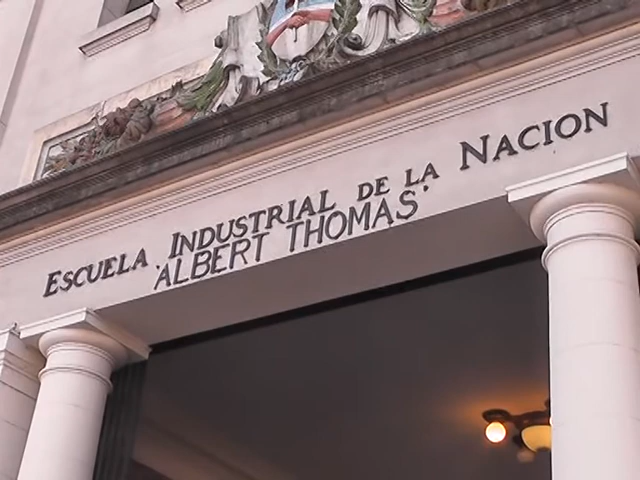 ESCUELA INDUSTRIAL DE LA NACION
'ALBERT THOMAS'